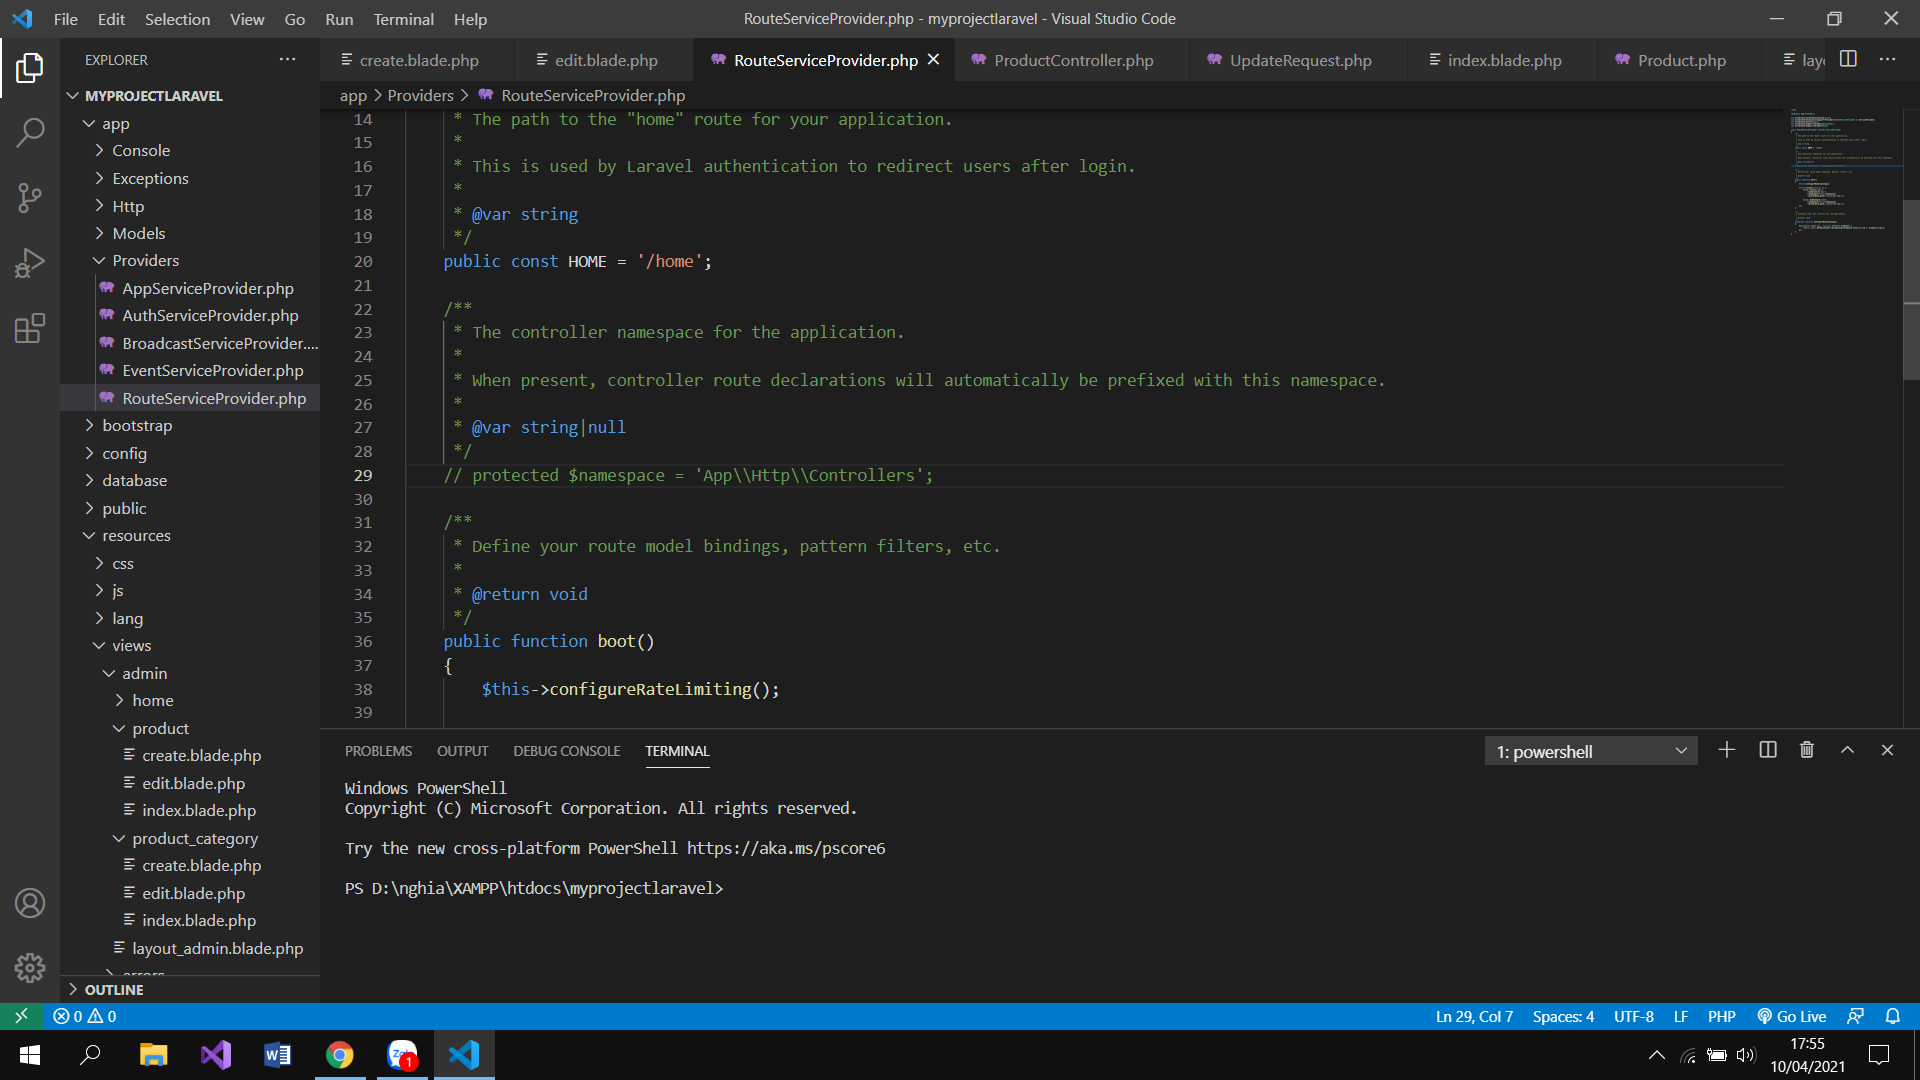 File Edit Selection View Go Run Terminal Help
RouteServiceProvider.php - myprojectlaravel - Visual Studio Code
EXPLORER
MYPROJECTLARAVEL
app
Console
Exceptions
Http
Models
Providers
AppServiceProvider.php
AuthServiceProvider.php
BroadcastServiceProvider....
EventServiceProvider.php
RouteServiceProvider.php
bootstrap
config
database
public
resources
css
js
lang
views
admin
home
product
create.blade.php
edit.blade.php
index.blade.php
product_category
create.blade.php
edit.blade.php
index.blade.php
layout_admin.blade.php
errors
OUTLINE
create.blade.php edit.blade.php RouteServiceProvider.php ProductController.php UpdateRequest.php index.blade.php Product.php lay
app > Providers > RouteServiceProvider.php
14 * The path to the "home" route for your application.
15 *
16 * This is used by Laravel authentication to redirect users after login.
17 *
18 * @var string
19 */
20 public const HOME = '/home';
21
22 /**
23 * The controller namespace for the application.
24 *
25 * When present, controller route declarations will automatically be prefixed with this namespace.
26 *
27 * @var string|null
28 */
29 // protected $namespace = 'App\\Http\\Controllers';
30
31 /**
32 * Define your route model bindings, pattern filters, etc.
33 *
34 * @return void
35 */
36 public function boot()
37 {
38 $this->configureRateLimiting();
39
PROBLEMS OUTPUT DEBUG CONSOLE TERMINAL
1: powershell
Windows PowerShell
Copyright (C) Microsoft Corporation. All rights reserved.
Try the new cross-platform PowerShell https://aka.ms/pscore6
PS D:\nghia\XAMPP\htdocs\myprojectlaravel>
0 0
Ln 29, Col 7 Spaces: 4 UTF-8 LF PHP Go Live
1
17:55
10/04/2021